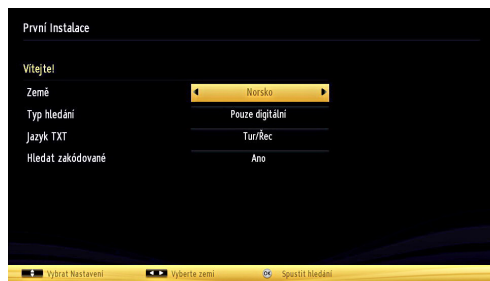 První Instalace
Vítejte!
Země Norsko
Typ hledání Pouze digitální
Jazyk TXT Tur/Řec
Hledat zakódované Ano
Vybrat Nastavení Vyberte zemi OK Spustit hledání